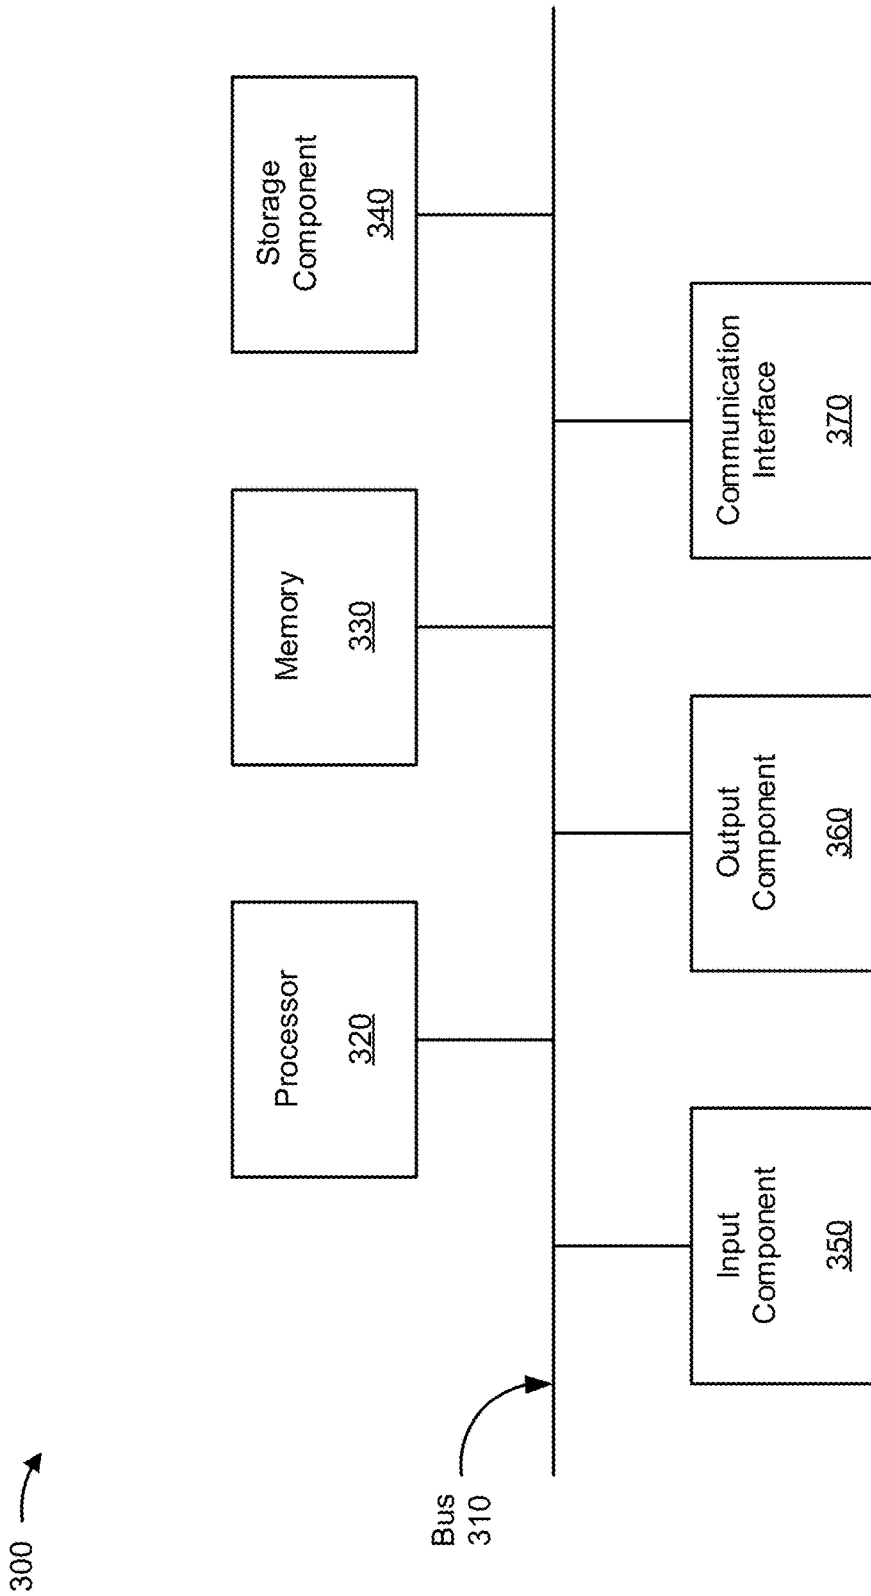 300
Processor
320
Memory
330
Storage
Component
340
Bus
310
Input
Component
350
Output
Component
360
Communication
Interface
370